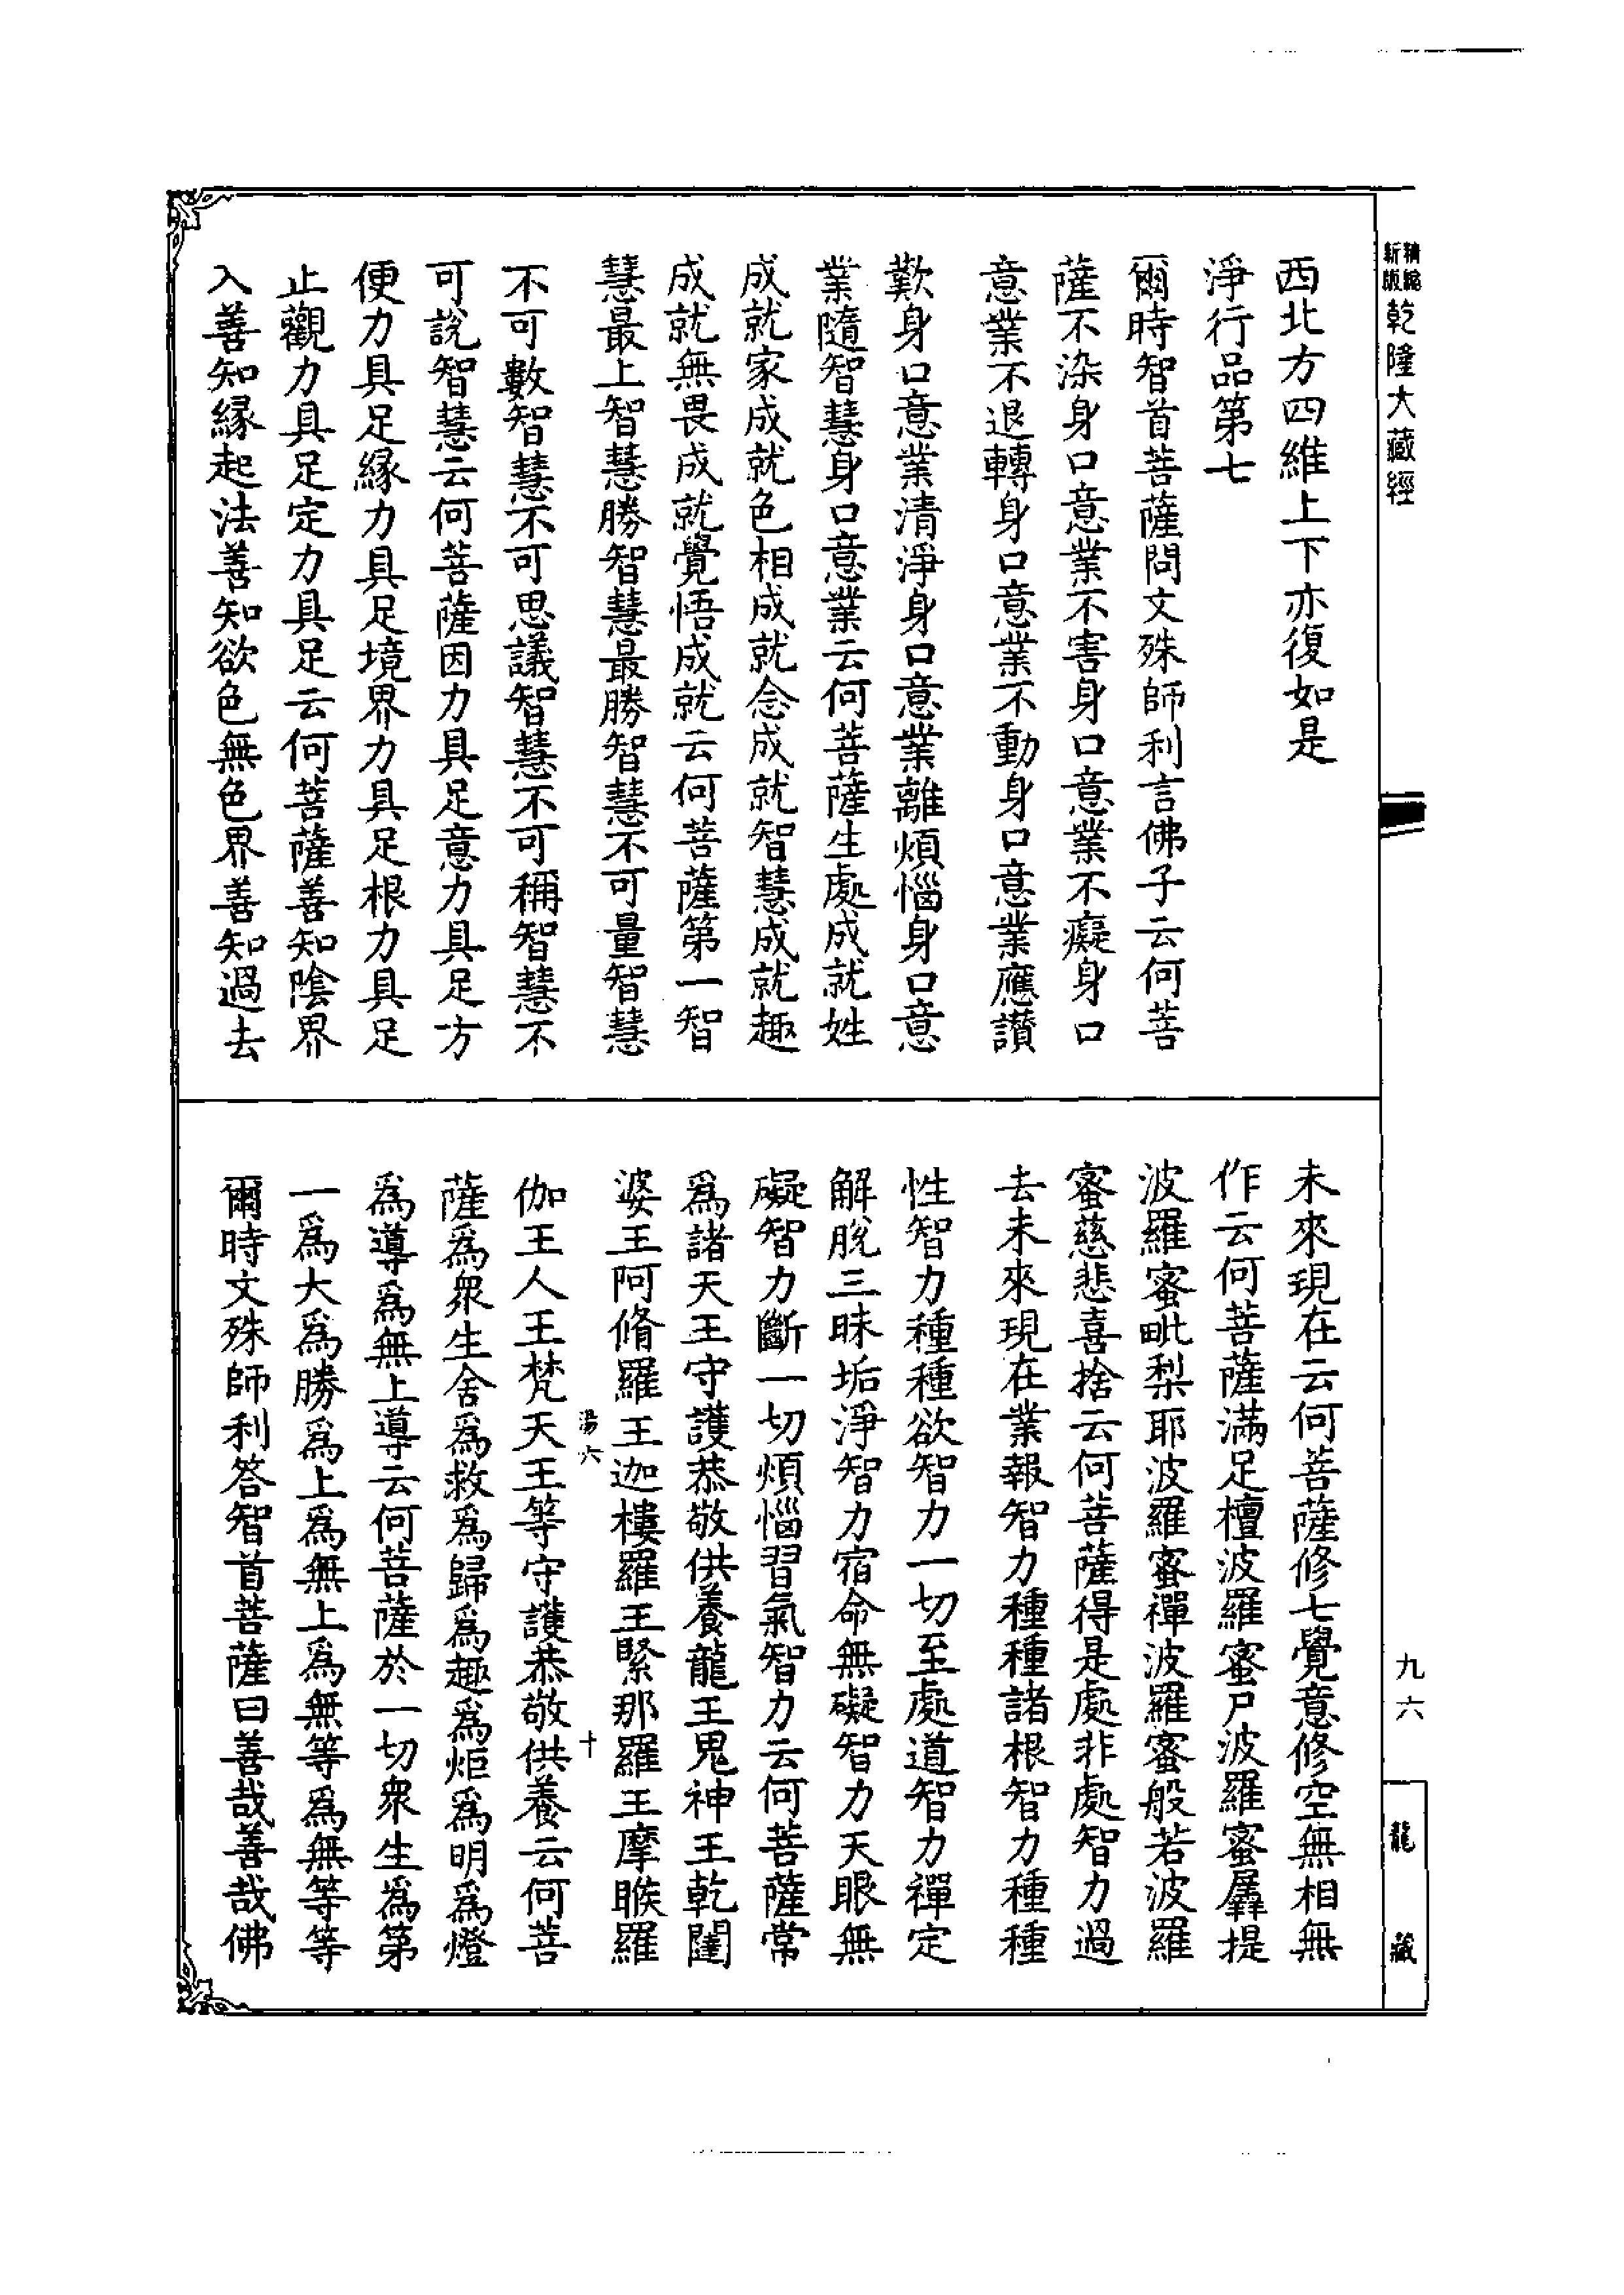 精縮
新版
乾隆大藏經
西北方四維上下亦復如是
淨行品第七
爾時智首菩薩問文殊師利言佛子云何菩
薩不染身口意業不害身口意業不癡身口
意業不退轉身口意業不動身口意業應讃
歎身口意業清淨身口意業離煩惱身口意
業隨智慧身口意業云何菩薩生處成就姓
成就家成就色相成就念成就智慧成就趣
成就無畏成就覺悟成就云何菩薩第一智
慧最上智慧勝智慧最勝智慧不可量智慧
不可數智慧不可思議智慧不可稱智慧不
可說智慧云何菩薩因力具足意力具足方
便力具足縁力具足境界力具足根力具足
止觀力具足定力具足云何菩薩善知陰界
入善知縁起法善知欲色無色界善知過去
未來現在云何菩薩修七覺意修空無相無
作云何菩薩滿足檀波羅蜜尸波羅蜜羼提
波羅蜜毗梨耶波羅蜜禪波羅蜜般若波羅
蜜慈悲喜捨云何菩薩得是處非處智力過
去未來現在業報智力種種諸根智力種種
性智力種種欲智力一切至處道智力禪定
解脫三昧垢淨智力宿命無礙智力天眼無
礙智力斷一切煩惱習氣智力云何菩薩常
爲諸天王守護恭敬供養龍王鬼神王乾闥
婆王阿脩羅王迦樓羅王緊那羅王摩睺羅
湯六
十
伽王人王梵天王等守護恭敬供養云何菩
薩爲衆生舍爲救爲歸爲趣爲炬爲明爲燈
爲導爲無上導云何菩薩於一切衆生爲第
一爲大爲勝爲上爲無上爲無等爲無等等
爾時文殊師利答智首菩薩曰善哉善哉佛
九六
龍藏